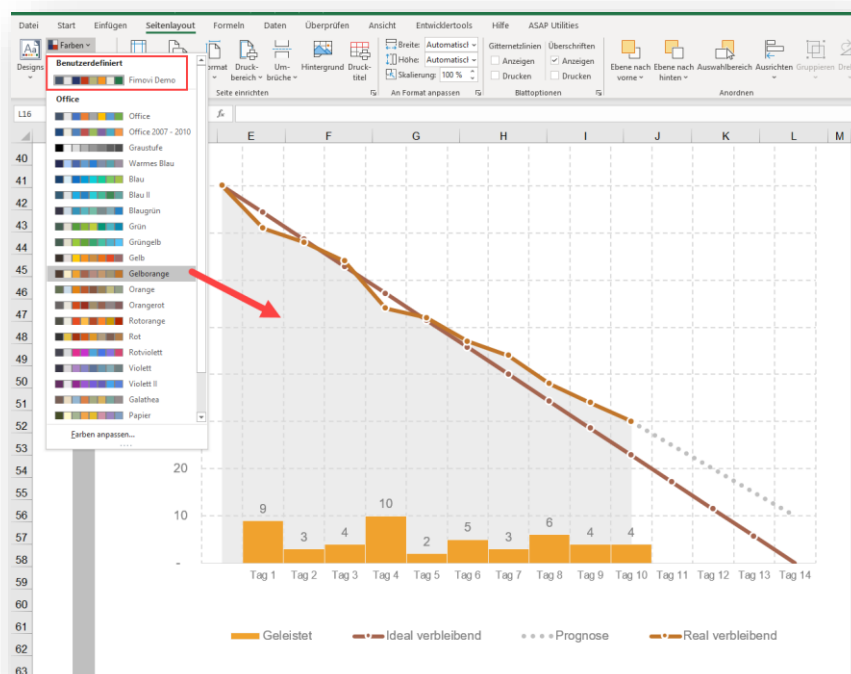 Datei Start Einfügen Seitenlayout Formeln Daten Überprüfen Ansicht Entwicklertools Hilfe ASAP Utilities
Farben
Breite: Automatisch
Gitternetzlinien Überschriften
Höhe: Automatisch
Anzeigen Anzeigen
Skalierung: 100 %
Drucken Drucken
Designs
Druck-
bereich
Um-
brüche
Hintergrund
Druck-
titel
Ebene nach
vorne
Ebene nach
hinten
Auswahlbereich Ausrichten Gruppieren
Seite einrichten An Format anpassen Blattoptionen Anordnen
Benutzerdefiniert
Fimovi Demo
Office
Office
Office 2007 - 2010
Graustufe
Warmes Blau
Blau
Blau II
Blaugrün
Grün
Grüngelb
Gelb
Gelborange
Orange
Orangerot
Rotorange
Rot
Rotviolett
Violett
Violett II
Galathea
Papier
Farben anpassen...
L16
fx
E F G H I J K L M
40
41
42
43
44
45
46
47
48
49
50
51
52
53
54
55
56
57
58
59
60
61
62
63
20
10
-
9 3 4 10 2 5 3 6 4 4
Tag 1 Tag 2 Tag 3 Tag 4 Tag 5 Tag 6 Tag 7 Tag 8 Tag 9 Tag 10 Tag 11 Tag 12 Tag 13 Tag 14
Geleistet Ideal verbleibend Prognose Real verbleibend